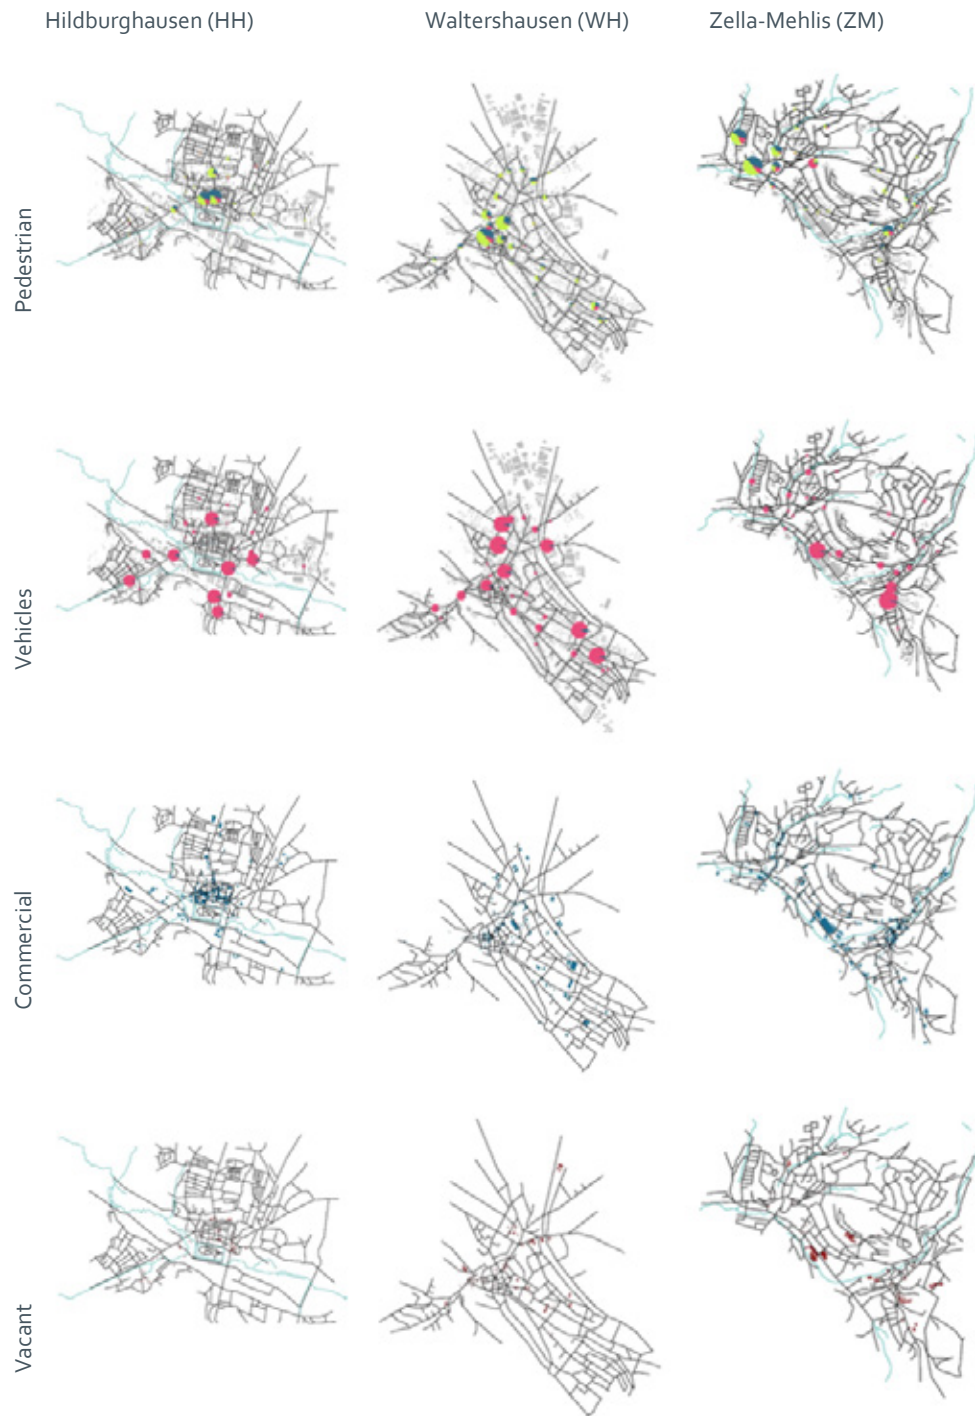 Hildburghausen (HH)
Waltershausen (WH)
Zella-Mehlis (ZM)
Pedestrian
Vehicles
Commercial
Vacant